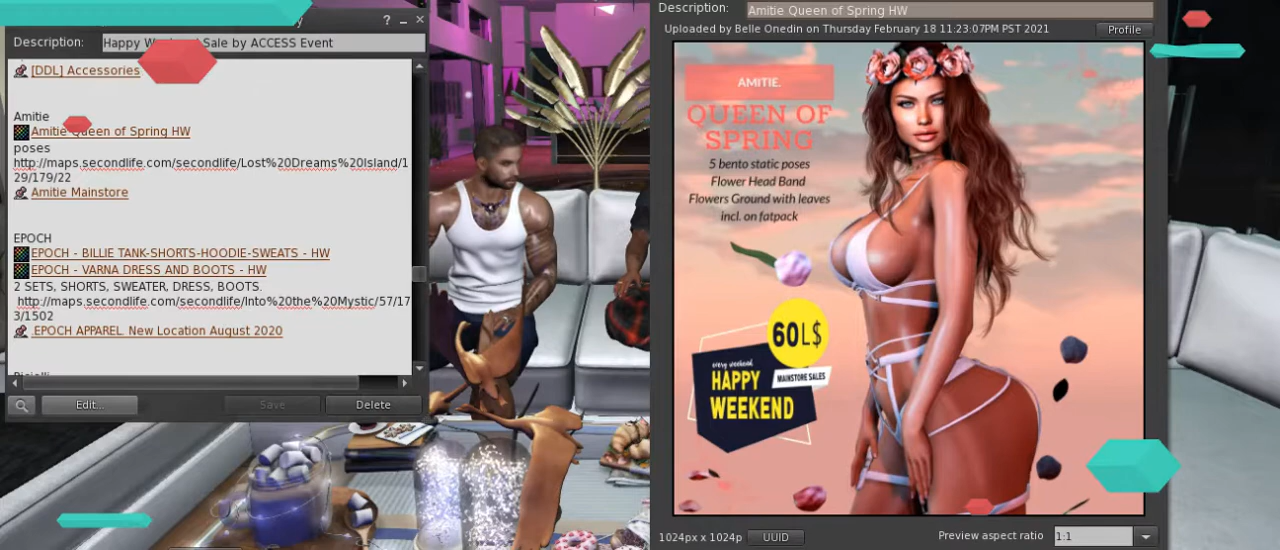 Description:
Happy Sale by ACCESS Event
[DDL] Accessories
Amitie
Amitie Queen of Spring HW
poses
http://maps.secondlife.com/secondlife/Lost%20Dreams%20Island/1
29/179/22
Amitie Mainstore
EPOCH
EPOCH - BILLIE TANK-SHORTS-HOODIE-SWEATS - HW
EPOCH - VARNA DRESS AND BOOTS - HW
2 SETS, SHORTS, SWEATER, DRESS, BOOTS.
http://maps.secondlife.com/secondlife/Into%20the%20Mystic/57/17
3/1502
EPOCH APPAREL. New Location August 2020
Edit...
Save
Delete
Description:
Amitie Queen of Spring HW
Uploaded by Belle Onedin on Thursday February 18 11:23:07PM PST 2021
Profile
AMITIE.
QUEEN OF
SPRING
5 bento static poses
Flower Head Band
Flowers Ground with leaves
incl. on fatpack
60L$
every weekend
HAPPY
WEEKEND
MAINSTORE SALES
1024px x 1024p
UUID
Preview aspect ratio
1:1